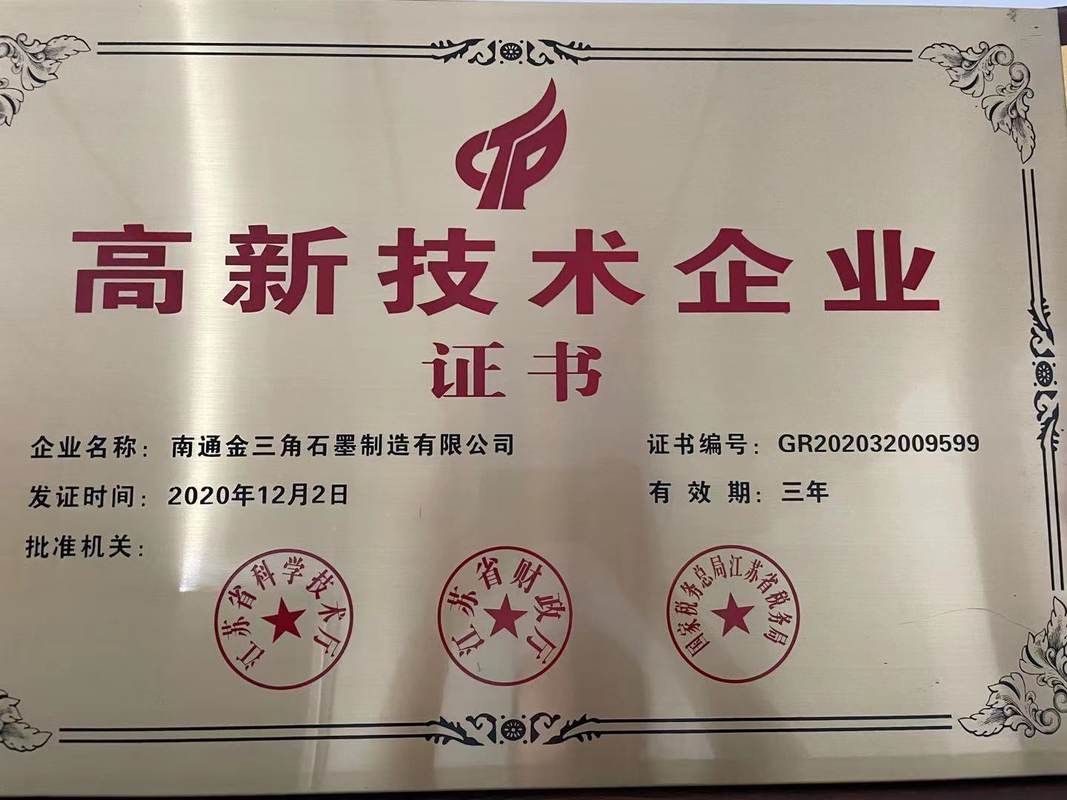 CTP
高新技术企业
证书
企业名称：南通金三角石墨制造有限公司
证书编号：GR202032009599
发证时间：2020年12月2日
有效期：三年
批准机关：
江苏省科学技术厅
江苏省财政厅
国家税务总局江苏省税务局